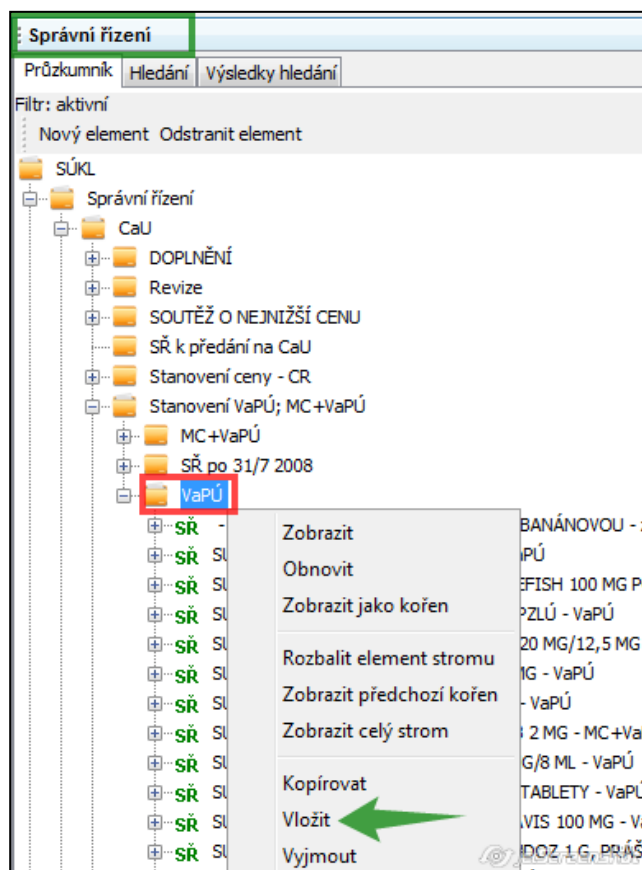 Správní řízení
Průzkumník Hledání Výsledky hledání
Filtr: aktivní
Nový element Odstranit element
SÚKL
Správní řízení
CaU
DOPLNĚNÍ
Revize
SOUTĚŽ O NEJNIŽŠÍ CENU
SŘ k předání na CaU
Stanovení ceny - CR
Stanovení VaPÚ; MC+VaPÚ
MC+VaPÚ
SŘ po 31/7 2008
VaPÚ
SŘ - BANÁNOVOU -
SŘ PÚ
SŘ EFISH 100 MG P
SŘ PZLÚ - VaPÚ
SŘ 20 MG/12,5 MG
SŘ MG - VaPÚ
SŘ - VaPÚ
SŘ 2 MG - MC+Va
SŘ G/8 ML - VaPÚ
SŘ TABLETY - VaPÚ
SŘ VIS 100 MG - Va
SŘ DOZ 1 G, PRÁŠ
Zobrazit
Obnovit
Zobrazit jako kořen
Rozbalit element stromu
Zobrazit předchozí kořen
Zobrazit celý strom
Kopírovat
Vložit
Vyjmout